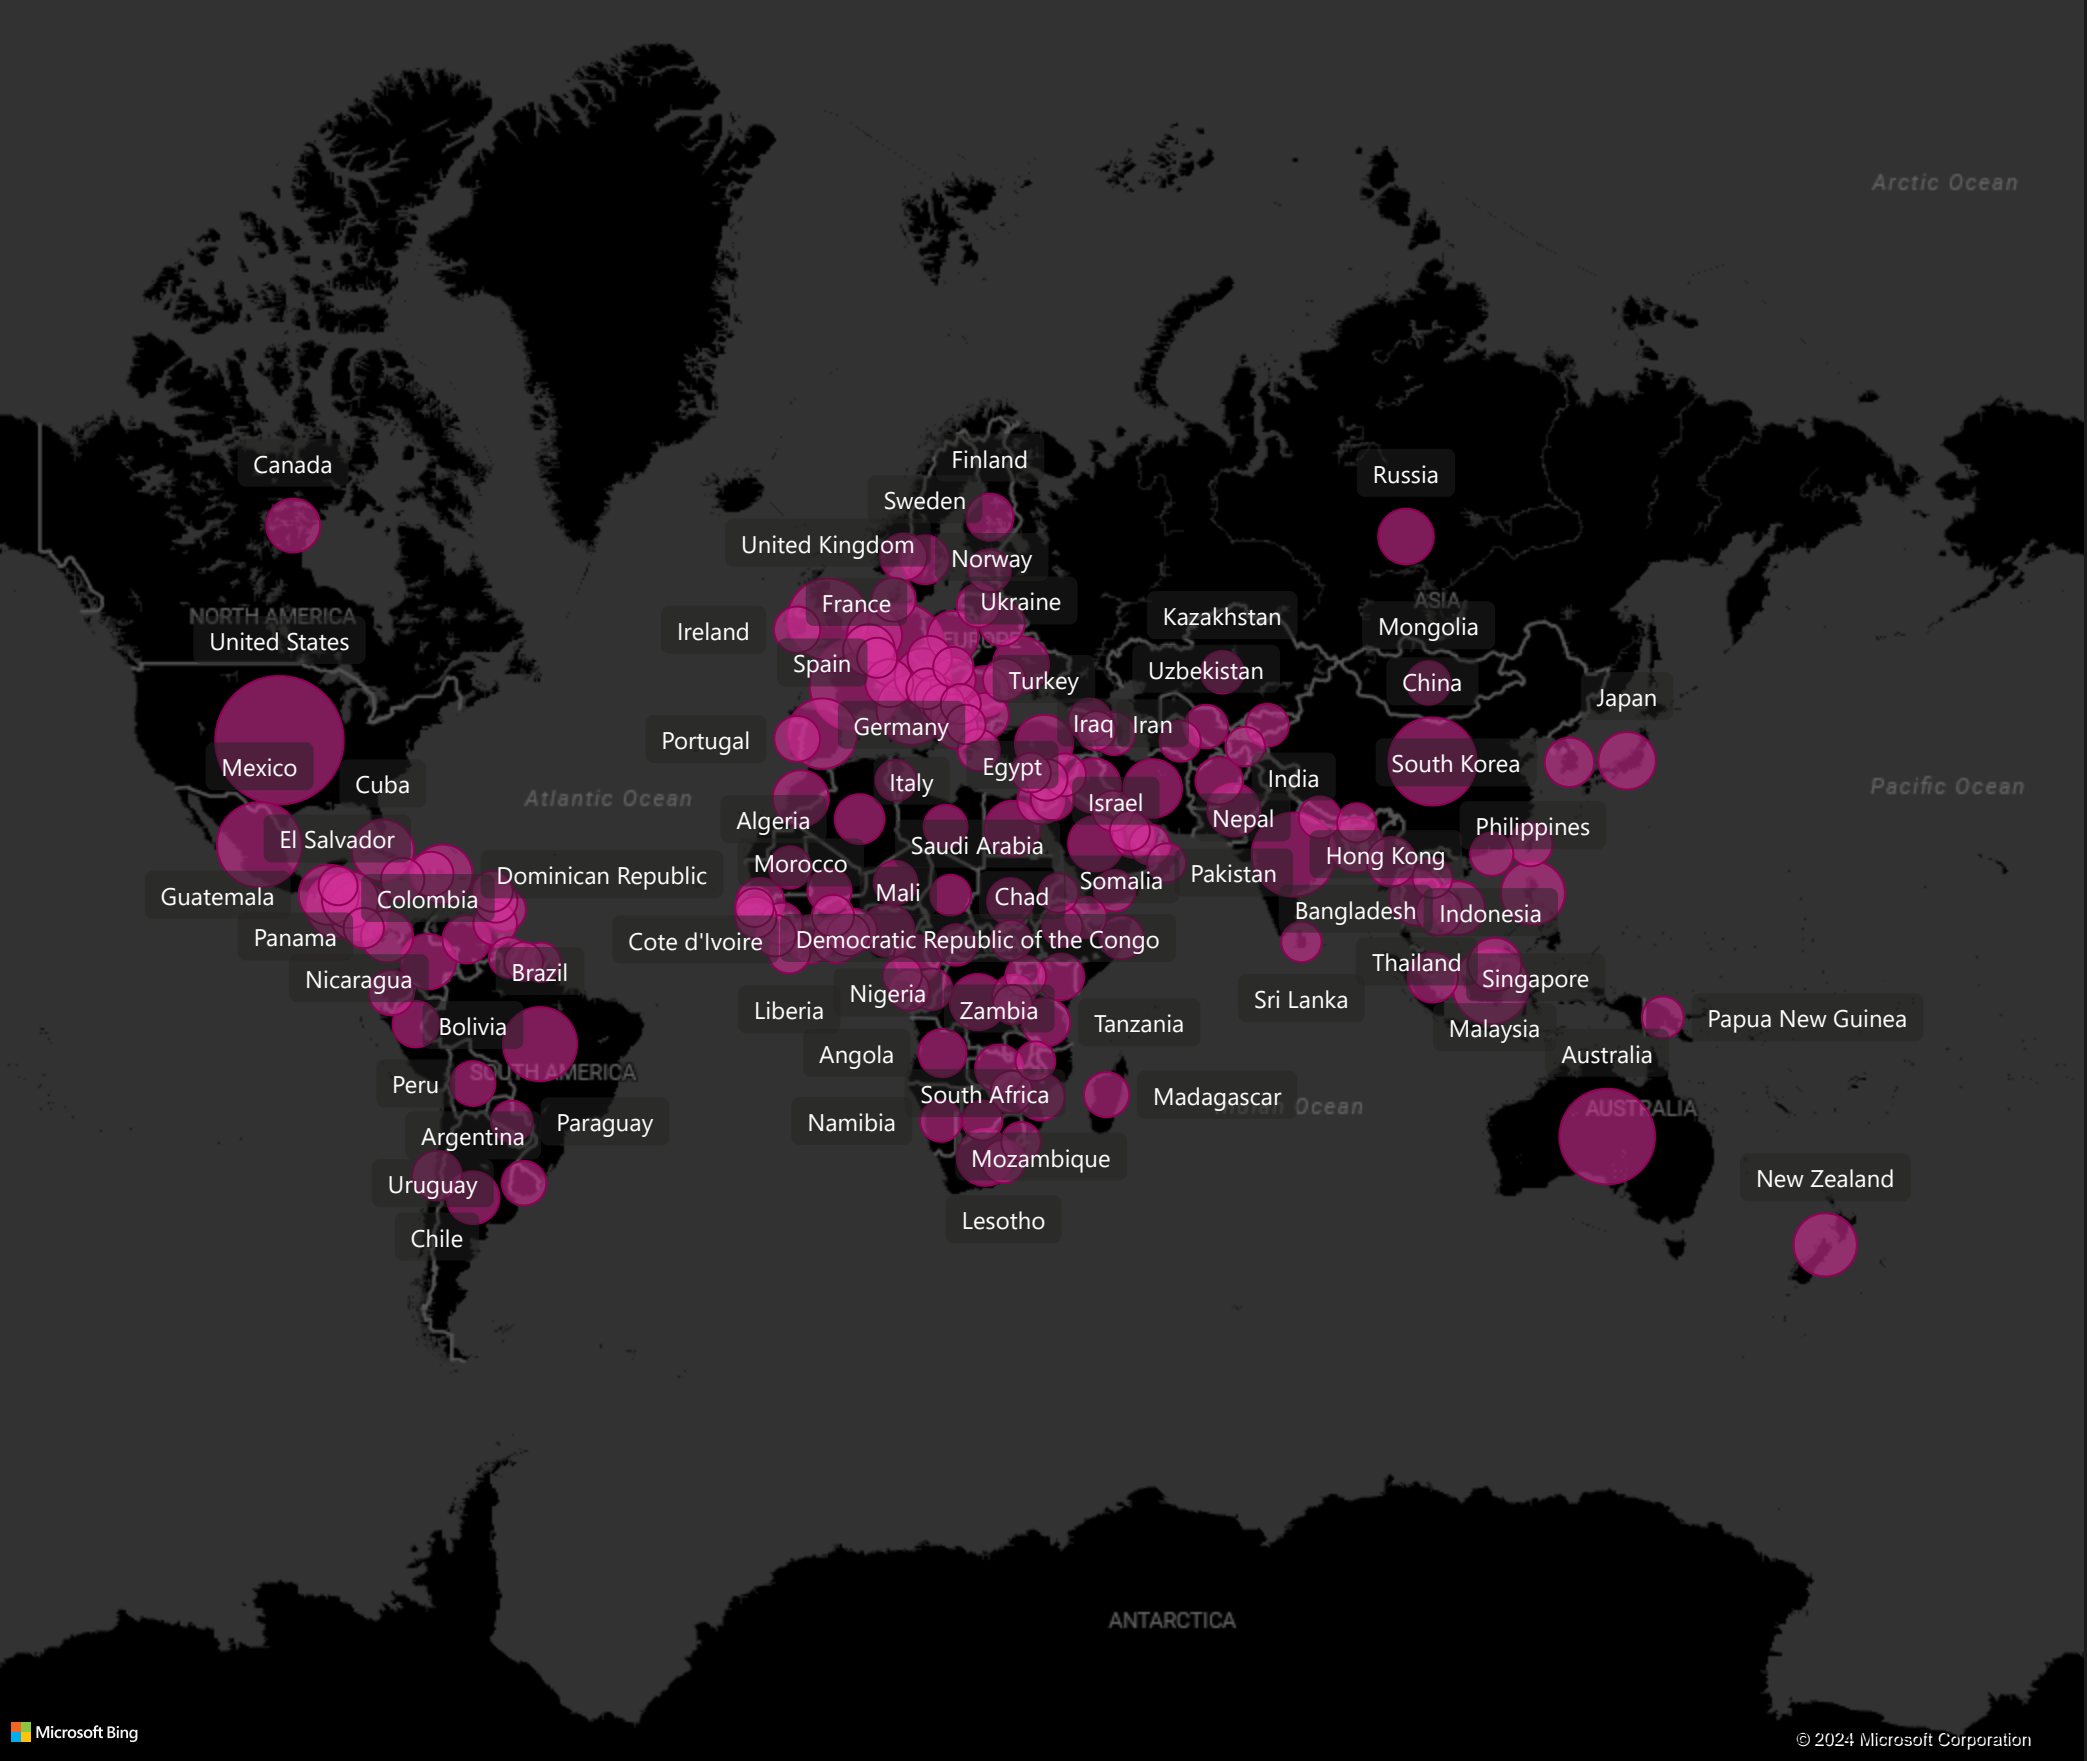 Arctic Ocean
Finland
Canada
Russia
Sweden
United Kingdom
Norway
ASIA
France
Ukraine
NORTH AMERICA
Kazakhstan
Mongolia
Ireland
EUROPE
United States
Spain
Uzbekistan
Turkey
China
Japan
Germany
Iraq
Iran
Portugal
South Korea
Mexico
Egypt
India
Cuba
Italy
Pacific Ocean
Atlantic Ocean
Israel
Algeria
Nepal
Philippines
El Salvador
Saudi Arabia
Hong Kong
Morocco
Dominican Republic
Pakistan
Somalia
Mali
Chad
Guatemala
Colombia
Bangladesh
Indonesia
Panama
Cote d'Ivoire
Democratic Republic of the Congo
Thailand
Brazil
Nicaragua
Singapore
Nigeria
Sri Lanka
Liberia
Zambia
Papua New Guinea
Tanzania
Bolivia
Malaysia
Angola
Australia
SOUTH AMERICA
Peru
South Africa
Madagascar
Indian Ocean
AUSTRALIA
Namibia
Paraguay
Argentina
Mozambique
New Zealand
Uruguay
Lesotho
Chile
ANTARCTICA
Microsoft Bing
© 2024 Microsoft Corporation